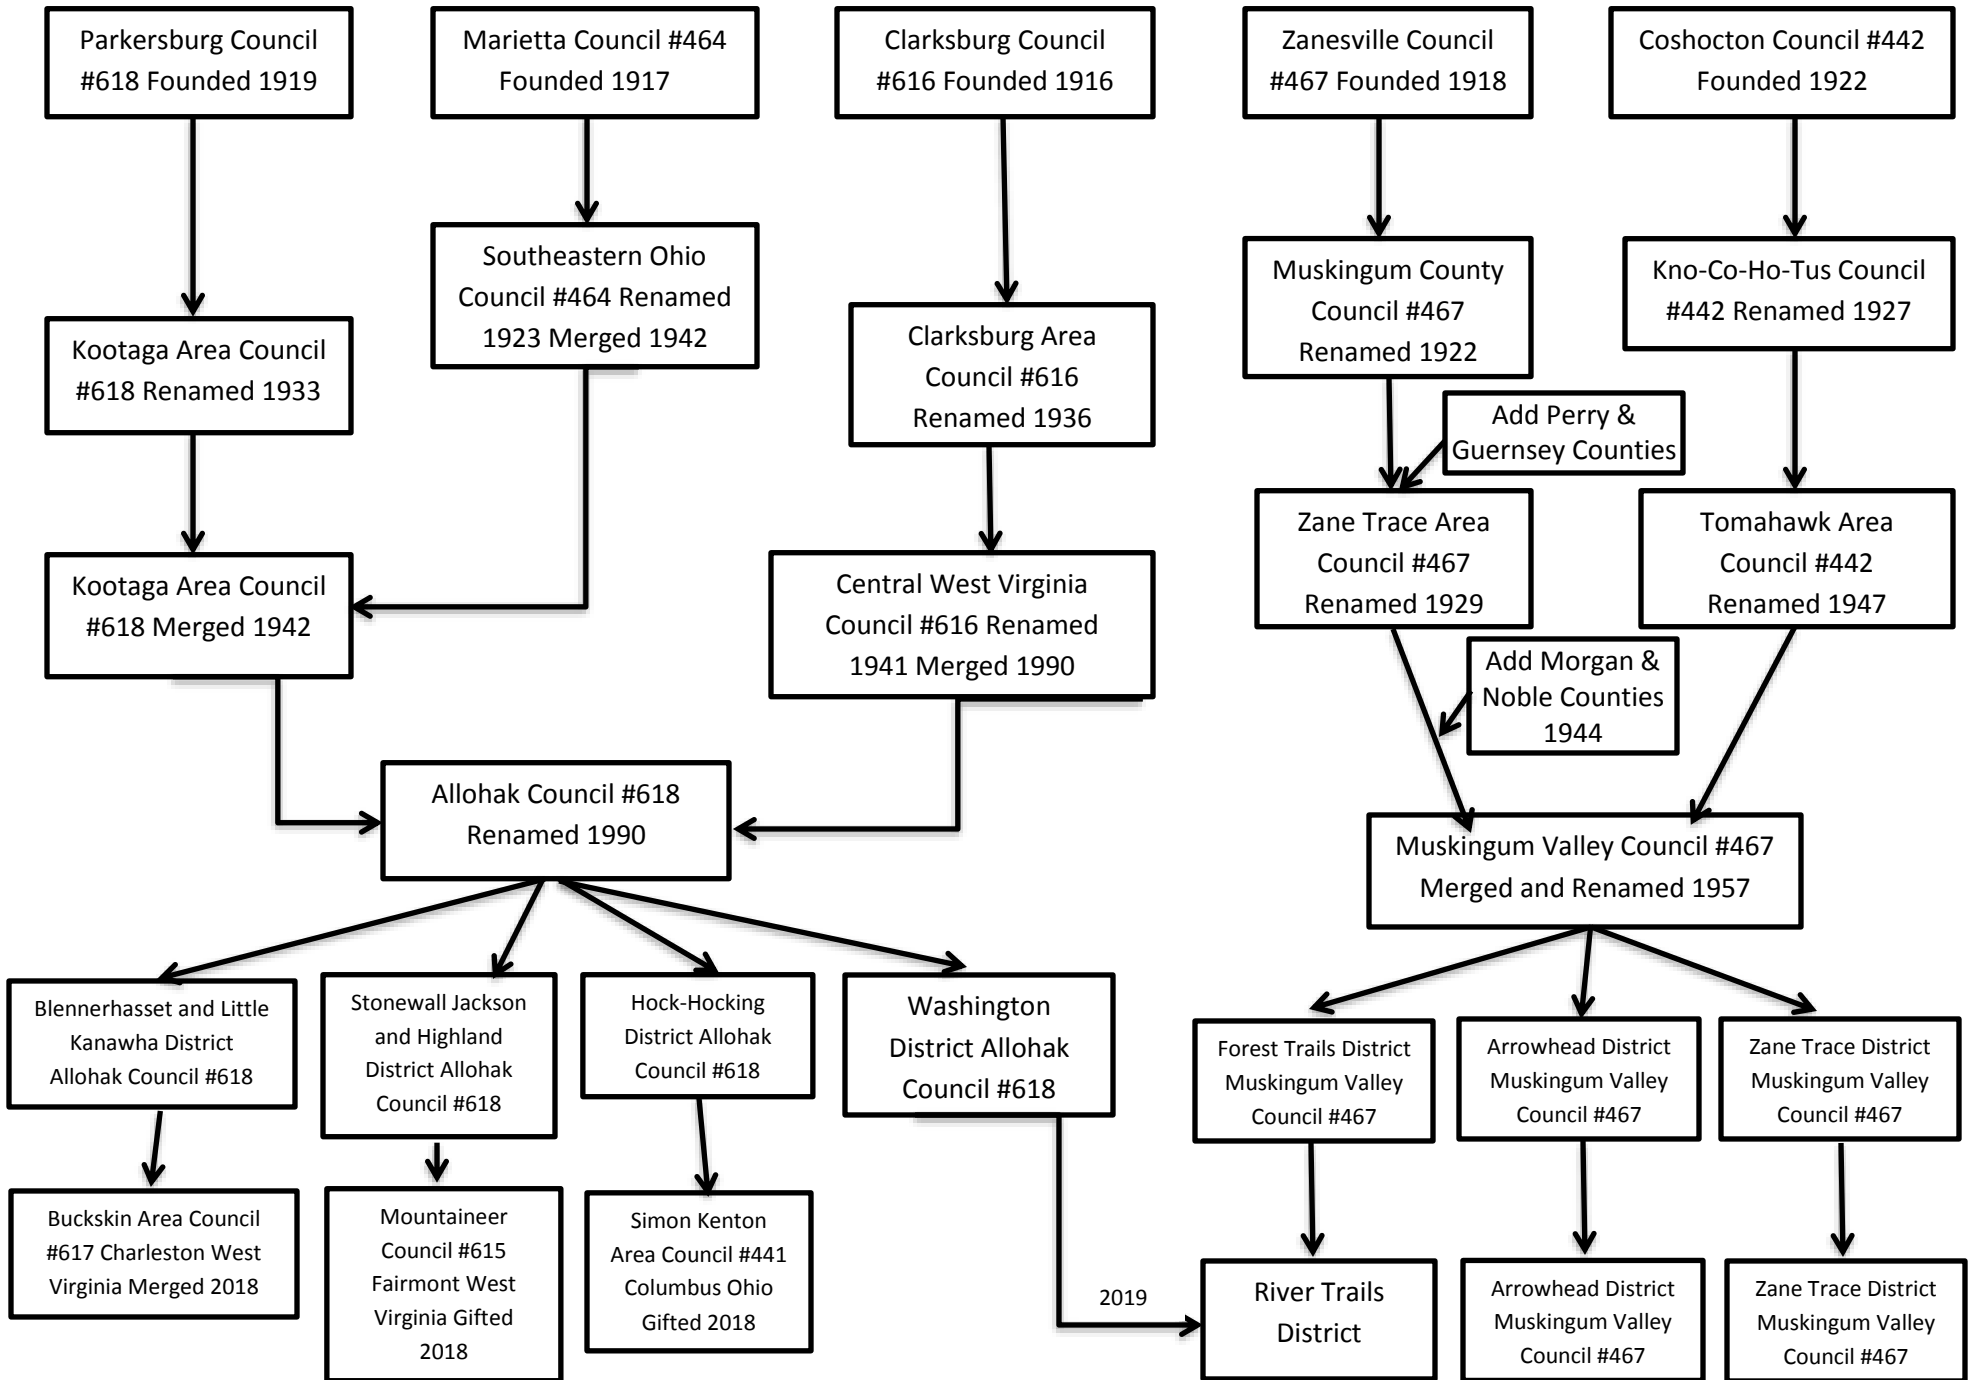 Parkersburg Council
#618 Founded 1919
Marietta Council #464
Founded 1917
Clarksburg Council
#616 Founded 1916
Zanesville Council
#467 Founded 1918
Coshocton Council #442
Founded 1922
Southeastern Ohio
Council #464 Renamed
1923 Merged 1942
Muskingum County
Council #467
Renamed 1922
Kno-Co-Ho-Tus Council
#442 Renamed 1927
Kootaga Area Council
#618 Renamed 1933
Clarksburg Area
Council #616
Renamed 1936
Add Perry &
Guernsey Counties
Zane Trace Area
Council #467
Renamed 1929
Tomahawk Area
Council #442
Renamed 1947
Kootaga Area Council
#618 Merged 1942
Central West Virginia
Council #616 Renamed
1941 Merged 1990
Add Morgan &
Noble Counties
1944
Allohak Council #618
Renamed 1990
Muskingum Valley Council #467
Merged and Renamed 1957
Blennerhasset and Little
Kanawha District
Allohak Council #618
Stonewall Jackson
and Highland
District Allohak
Council #618
Hock-Hocking
District Allohak
Council #618
Washington
District Allohak
Council #618
Forest Trails District
Muskingum Valley
Council #467
Arrowhead District
Muskingum Valley
Council #467
Zane Trace District
Muskingum Valley
Council #467
Buckskin Area Council
#617 Charleston West
Virginia Merged 2018
Mountaineer
Council #615
Fairmont West
Virginia Gifted
2018
Simon Kenton
Area Council #441
Columbus Ohio
Gifted 2018
2019
River Trails
District
Arrowhead District
Muskingum Valley
Council #467
Zane Trace District
Muskingum Valley
Council #467